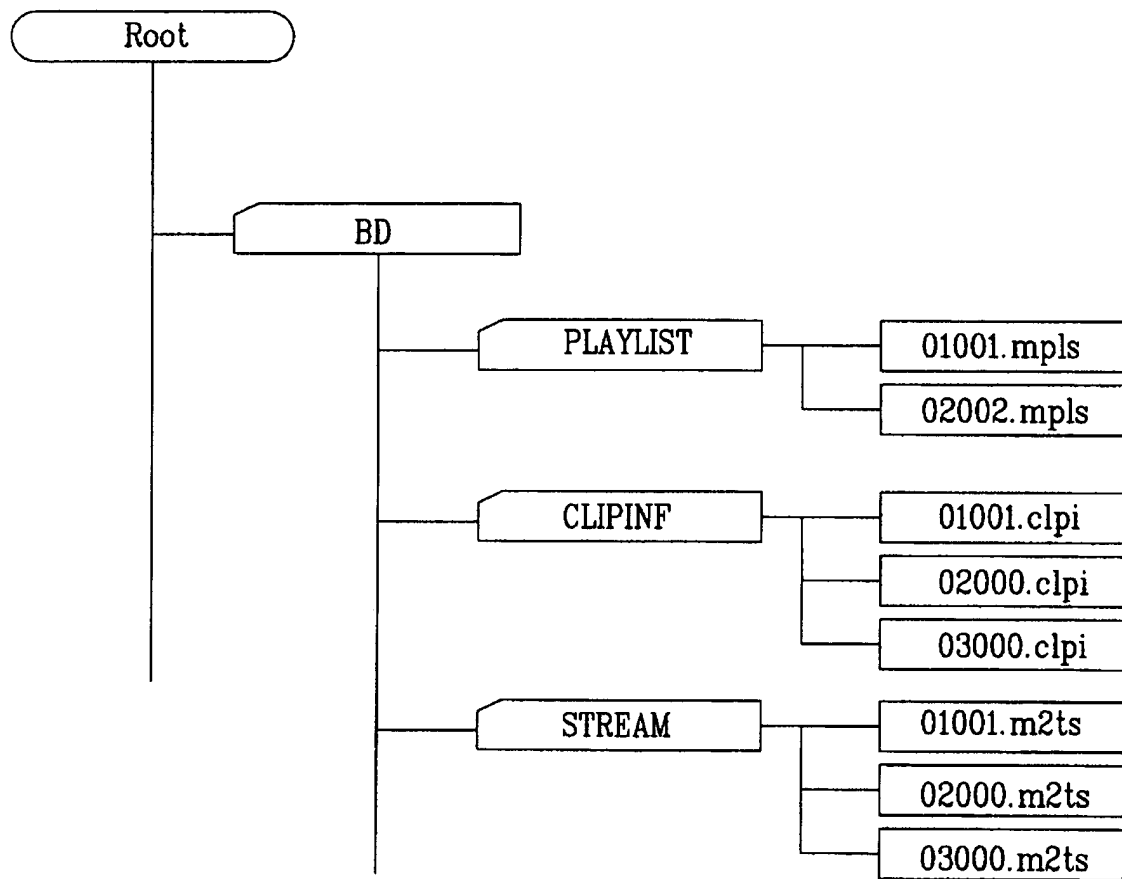 Root
BD
PLAYLIST
01001.mpls
02002.mpls
CLIPINF
01001.clpi
02000.clpi
03000.clpi
STREAM
01001.m2ts
02000.m2ts
03000.m2ts